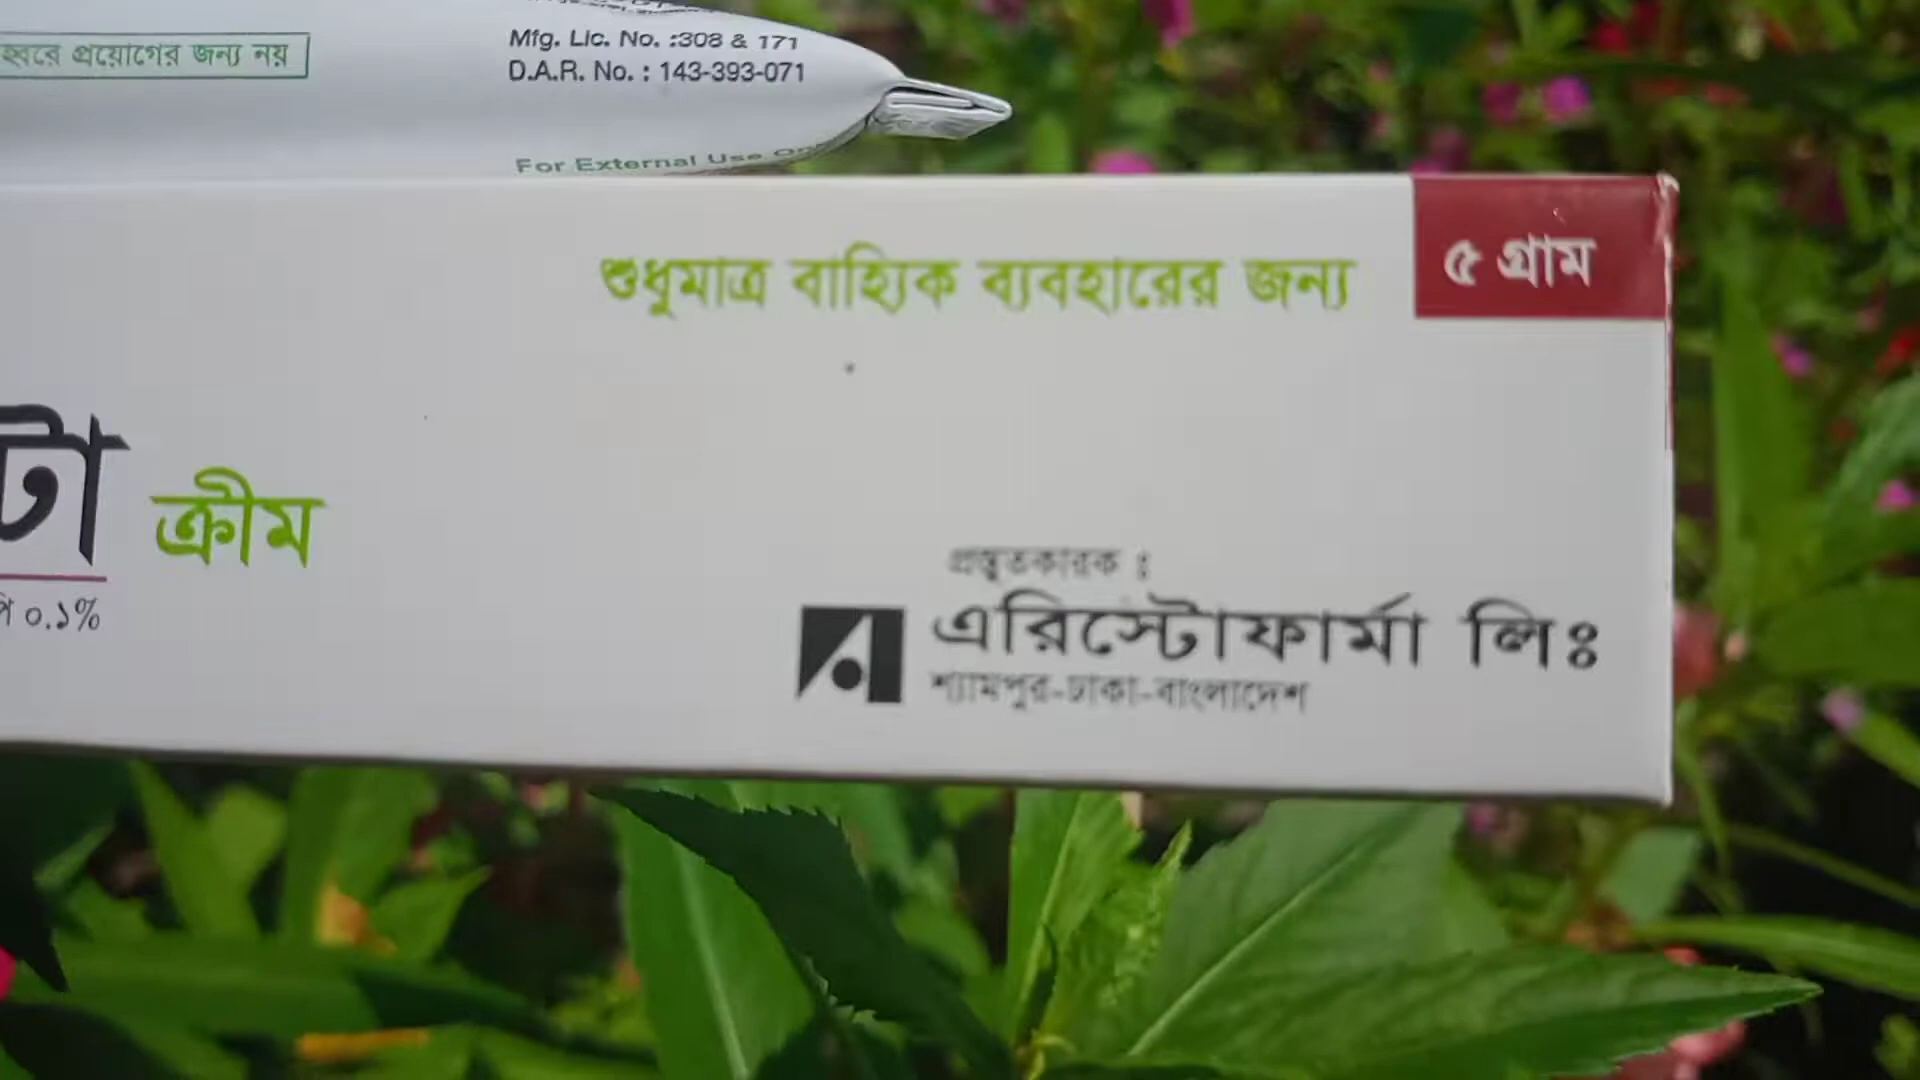 প্রয়োগের জন্য নয়
Mfg. Lic. No. :308 & 171
D.A.R. No. : 143-393-071
For External Use
শুধুমাত্র বাহ্যিক ব্যবহারের জন্য
৫ গ্রাম
টা ক্রীম
০.১%
প্রস্তুতকারক ঃ
এরিস্টোফার্মা লিঃ
শ্যামপুর-ঢাকা-বাংলাদেশ